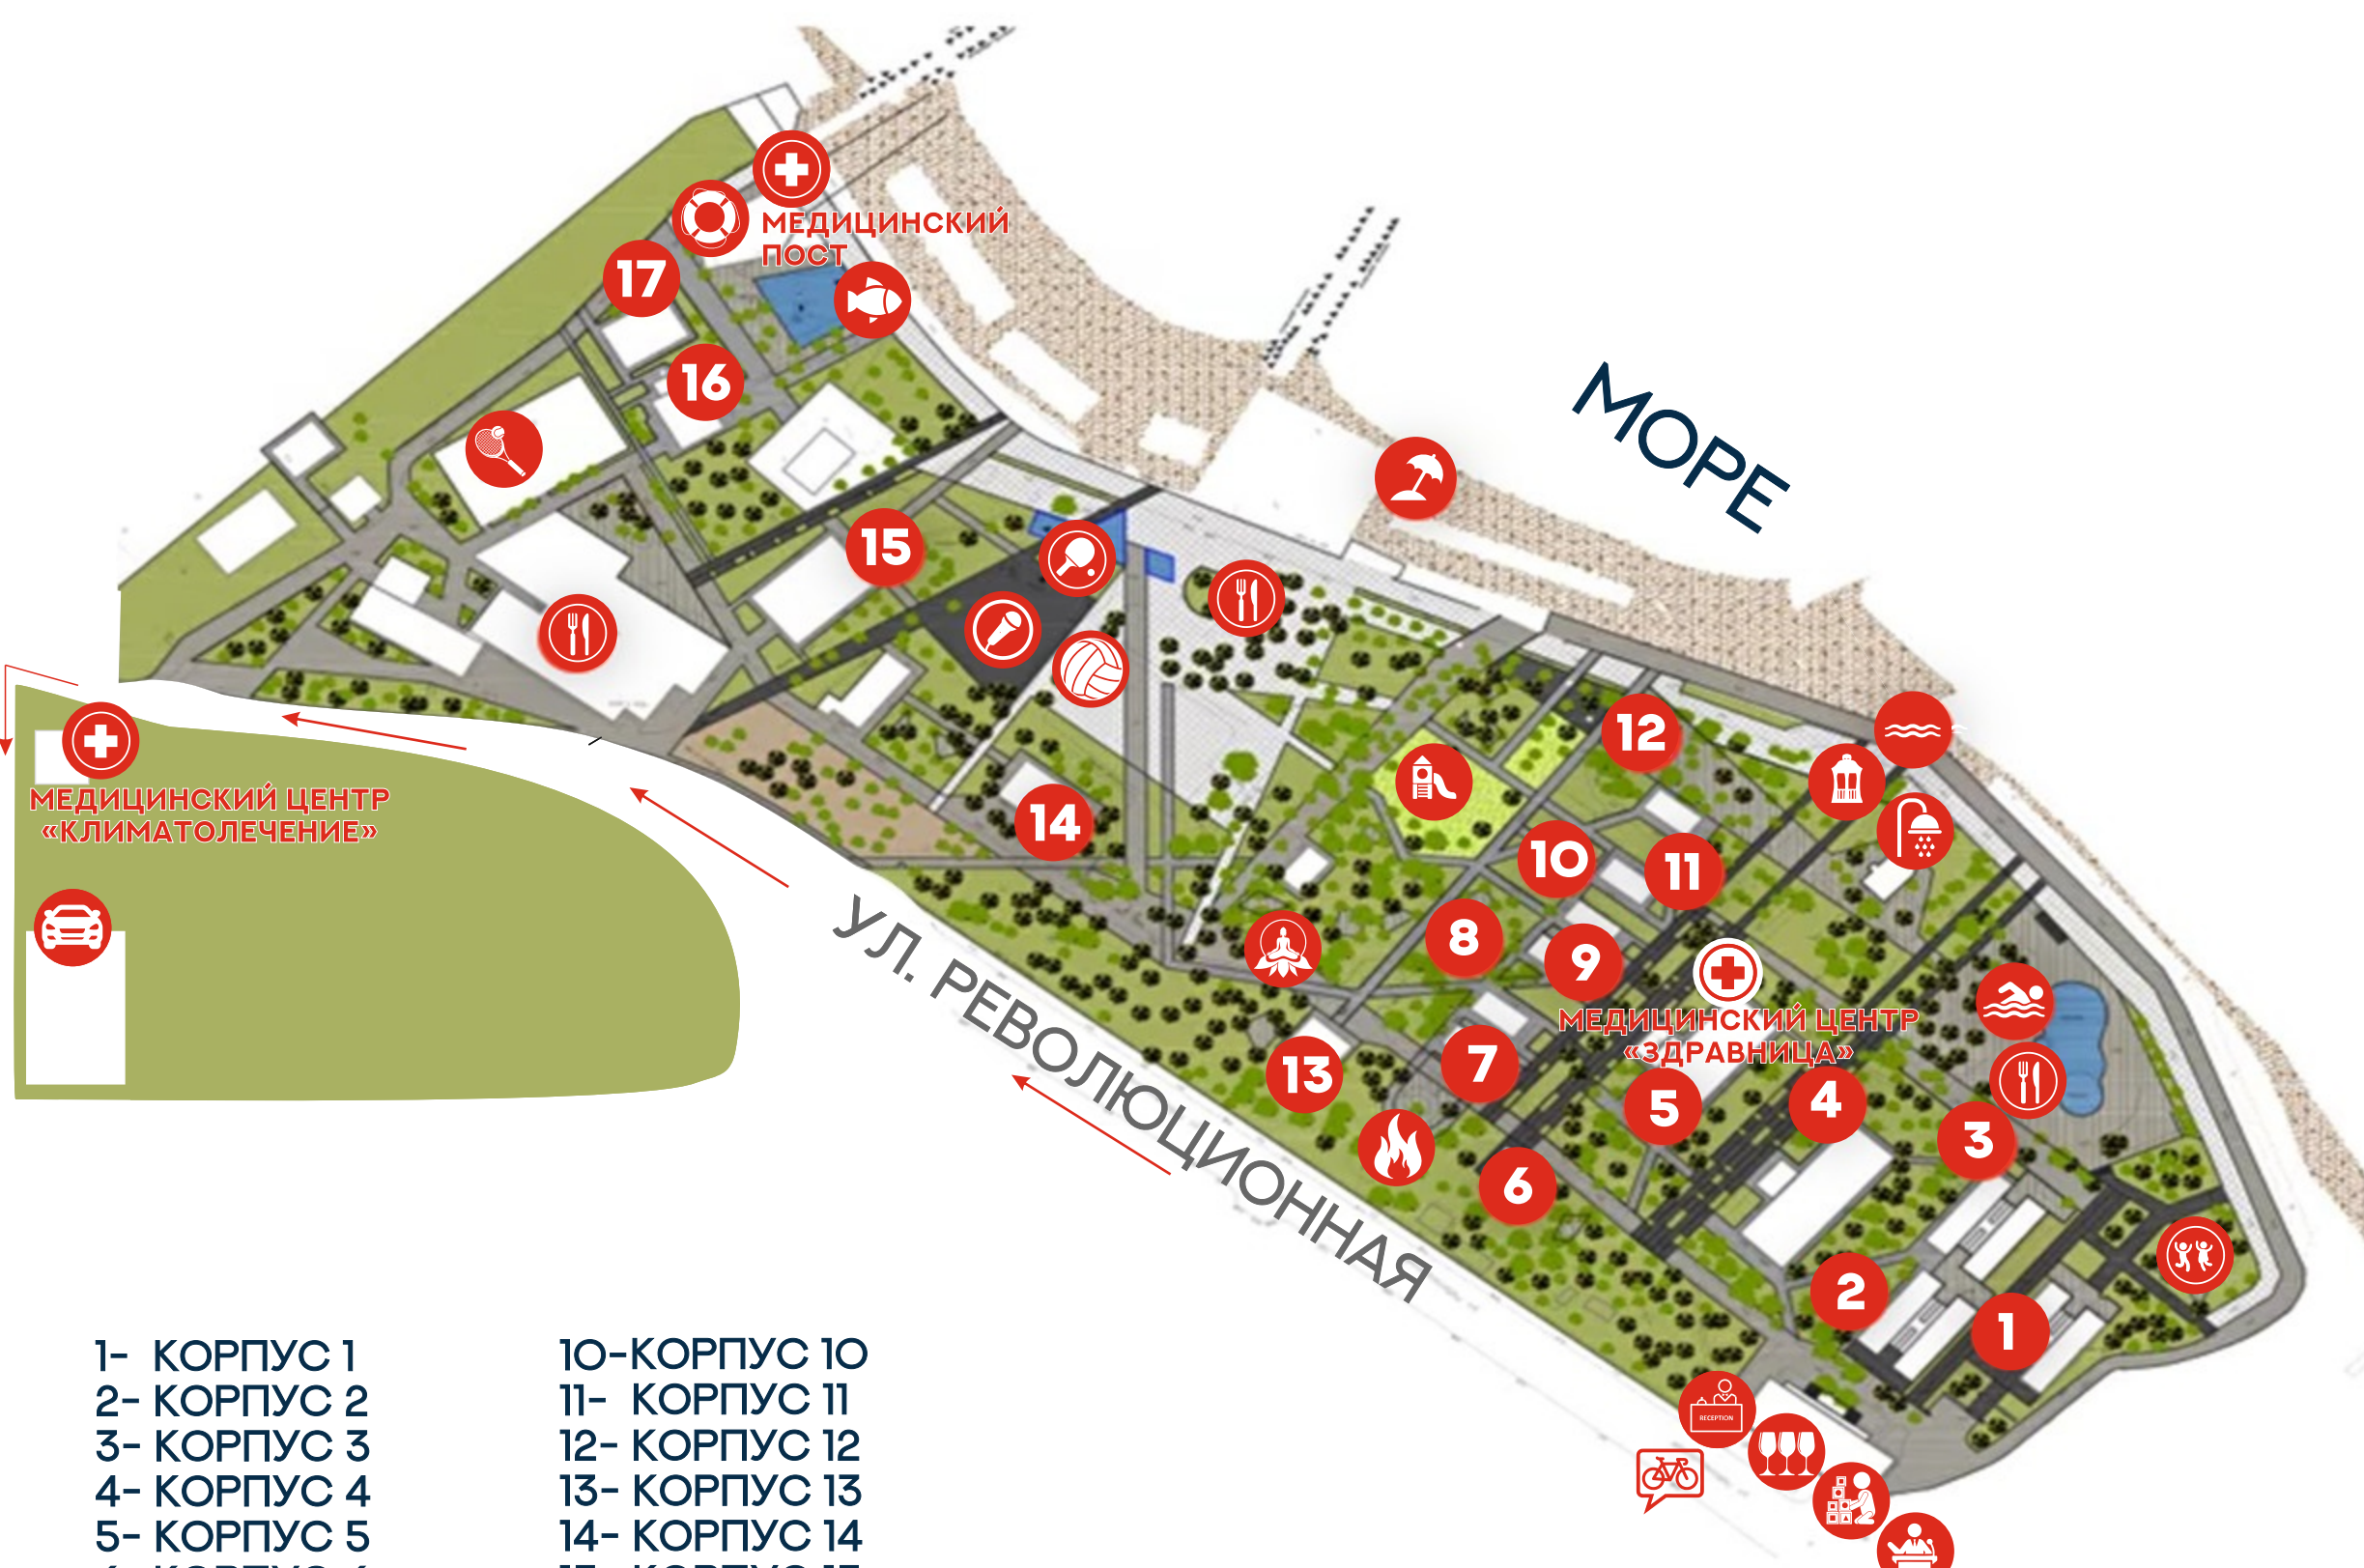 МЕДИЦИНСКИЙ
ПОСТ
17
16
МОРЕ
15
12
МЕДИЦИНСКИЙ ЦЕНТР
«КЛИМАТОЛЕЧЕНИЕ»
14
10
11
УЛ. РЕВОЛЮЦИОННАЯ
8
9
МЕДИЦИНСКИЙ ЦЕНТР
«ЗДРАВНИЦА»
13
7
5
4
3
6
2
1
RECEPTION
1- КОРПУС 1
2- КОРПУС 2
3- КОРПУС 3
4- КОРПУС 4
5- КОРПУС 5
10-КОРПУС 10
11- КОРПУС 11
12- КОРПУС 12
13- КОРПУС 13
14- КОРПУС 14